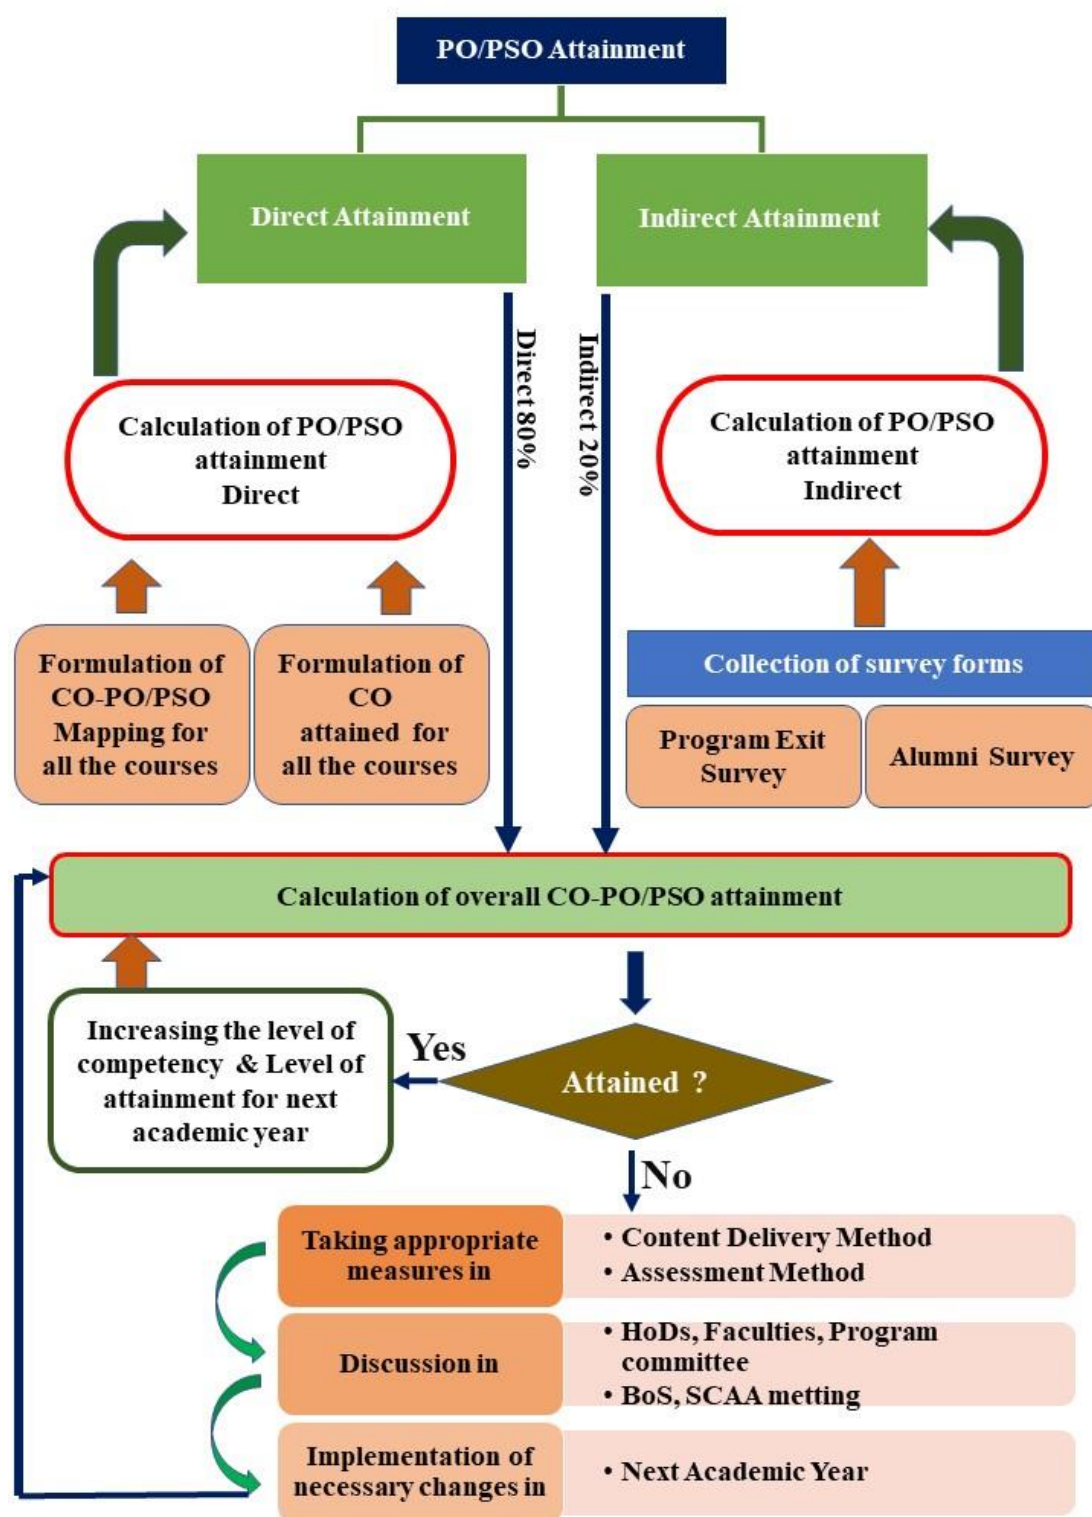 PO/PSO Attainment
Direct Attainment
Indirect Attainment
Direct 80%
Indirect 20%
Calculation of PO/PSO
attainment
Direct
Calculation of PO/PSO
attainment
Indirect
Formulation of
CO-PO/PSO
Mapping for
all the courses
Formulation of
CO
attained for
all the courses
Collection of survey forms
Program Exit
Survey
Alumni Survey
Calculation of overall CO-PO/PSO attainment
Increasing the level of
competency & Level of
attainment for next
academic year
Yes
Attained ?
No
Taking appropriate
measures in
• Content Delivery Method
• Assessment Method
Discussion in
• HoDs, Faculties, Program
committee
• BoS, SCAA metting
Implementation of
necessary changes in
• Next Academic Year